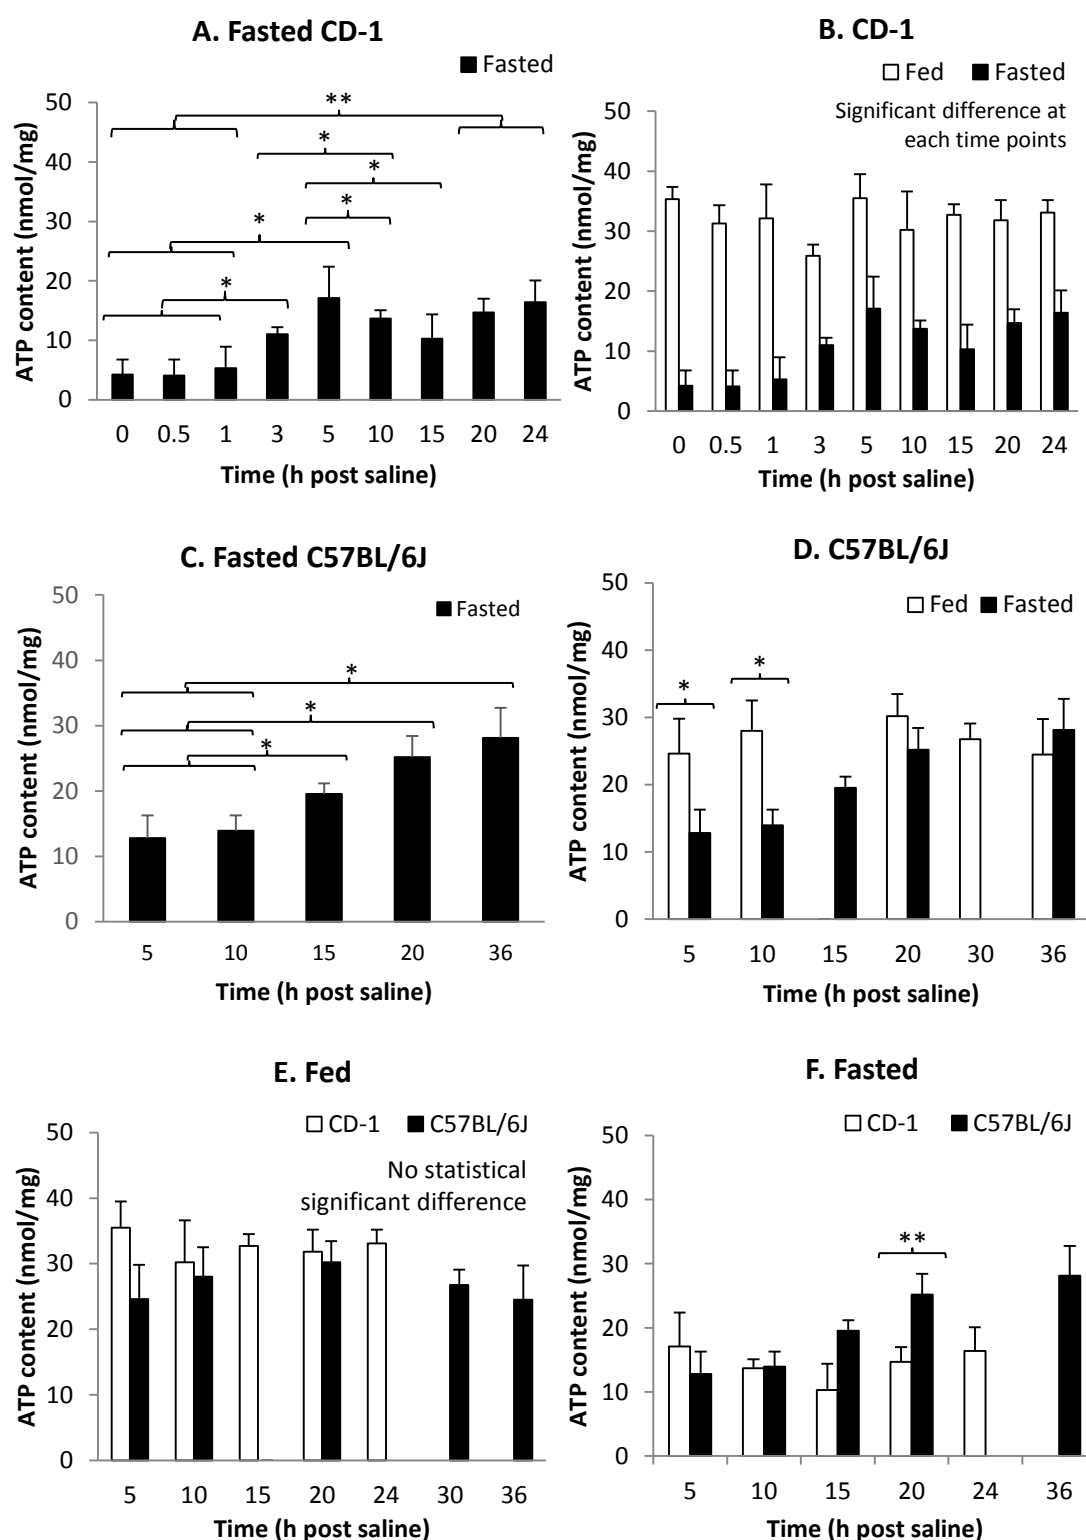 A. Fasted CD-1
Fasted
ATP content (nmol/mg)
50
40
30
20
10
0
**
*
*
*
*
*
0 0.5 1 3 5 10 15 20 24
Time (h post saline)
B. CD-1
Fed Fasted
Significant difference at
each time points
ATP content (nmol/mg)
50
40
30
20
10
0
0 0.5 1 3 5 10 15 20 24
Time (h post saline)
C. Fasted C57BL/6J
Fasted
ATP content (nmol/mg)
50
40
30
20
10
0
*
*
*
5 10 15 20 36
Time (h post saline)
D. C57BL/6J
Fed Fasted
ATP content (nmol/mg)
50
40
30
20
10
0
*
*
5 10 15 20 30 36
Time (h post saline)
E. Fed
CD-1 C57BL/6J
No statistical
significant difference
ATP content (nmol/mg)
50
40
30
20
10
0
5 10 15 20 24 30 36
Time (h post saline)
F. Fasted
CD-1 C57BL/6J
ATP content (nmol/mg)
50
40
30
20
10
0
**
5 10 15 20 24 36
Time (h post saline)